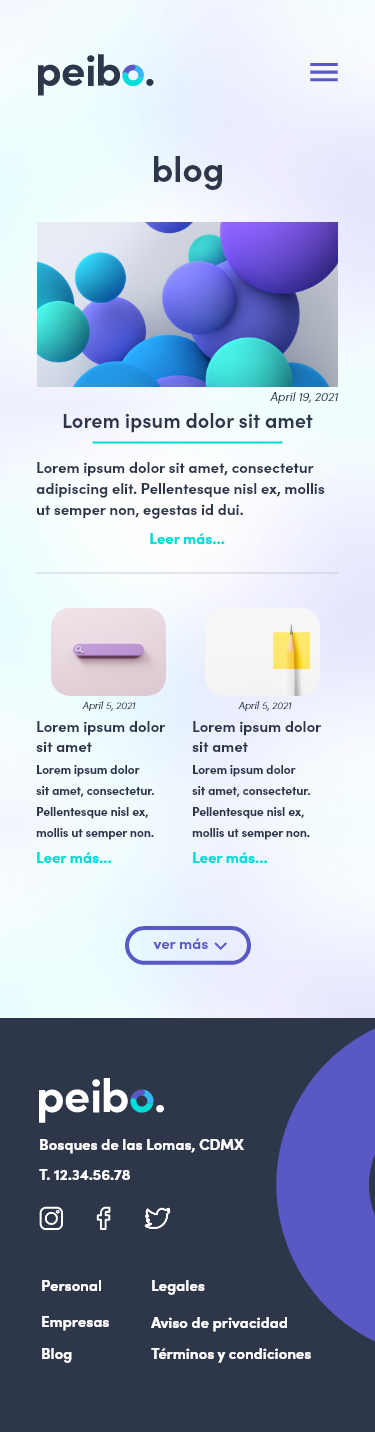 peibo.
blog
April 19, 2021
Lorem ipsum dolor sit amet
Lorem ipsum dolor sit amet, consectetur
adipiscing elit. Pellentesque nisl ex, mollis
ut semper non, egestas id dui.
Leer más...
April 5, 2021
Lorem ipsum dolor
sit amet
Lorem ipsum dolor
sit amet, consectetur.
Pellentesque nisl ex,
mollis ut semper non.
Leer más...
April 5, 2021
Lorem ipsum dolor
sit amet
Lorem ipsum dolor
sit amet, consectetur.
Pellentesque nisl ex,
mollis ut semper non.
Leer más...
ver más
peibo.
Bosques de las Lomas, CDMX
T. 12.34.56.78
Personal
Empresas
Blog
Legales
Aviso de privacidad
Términos y condiciones